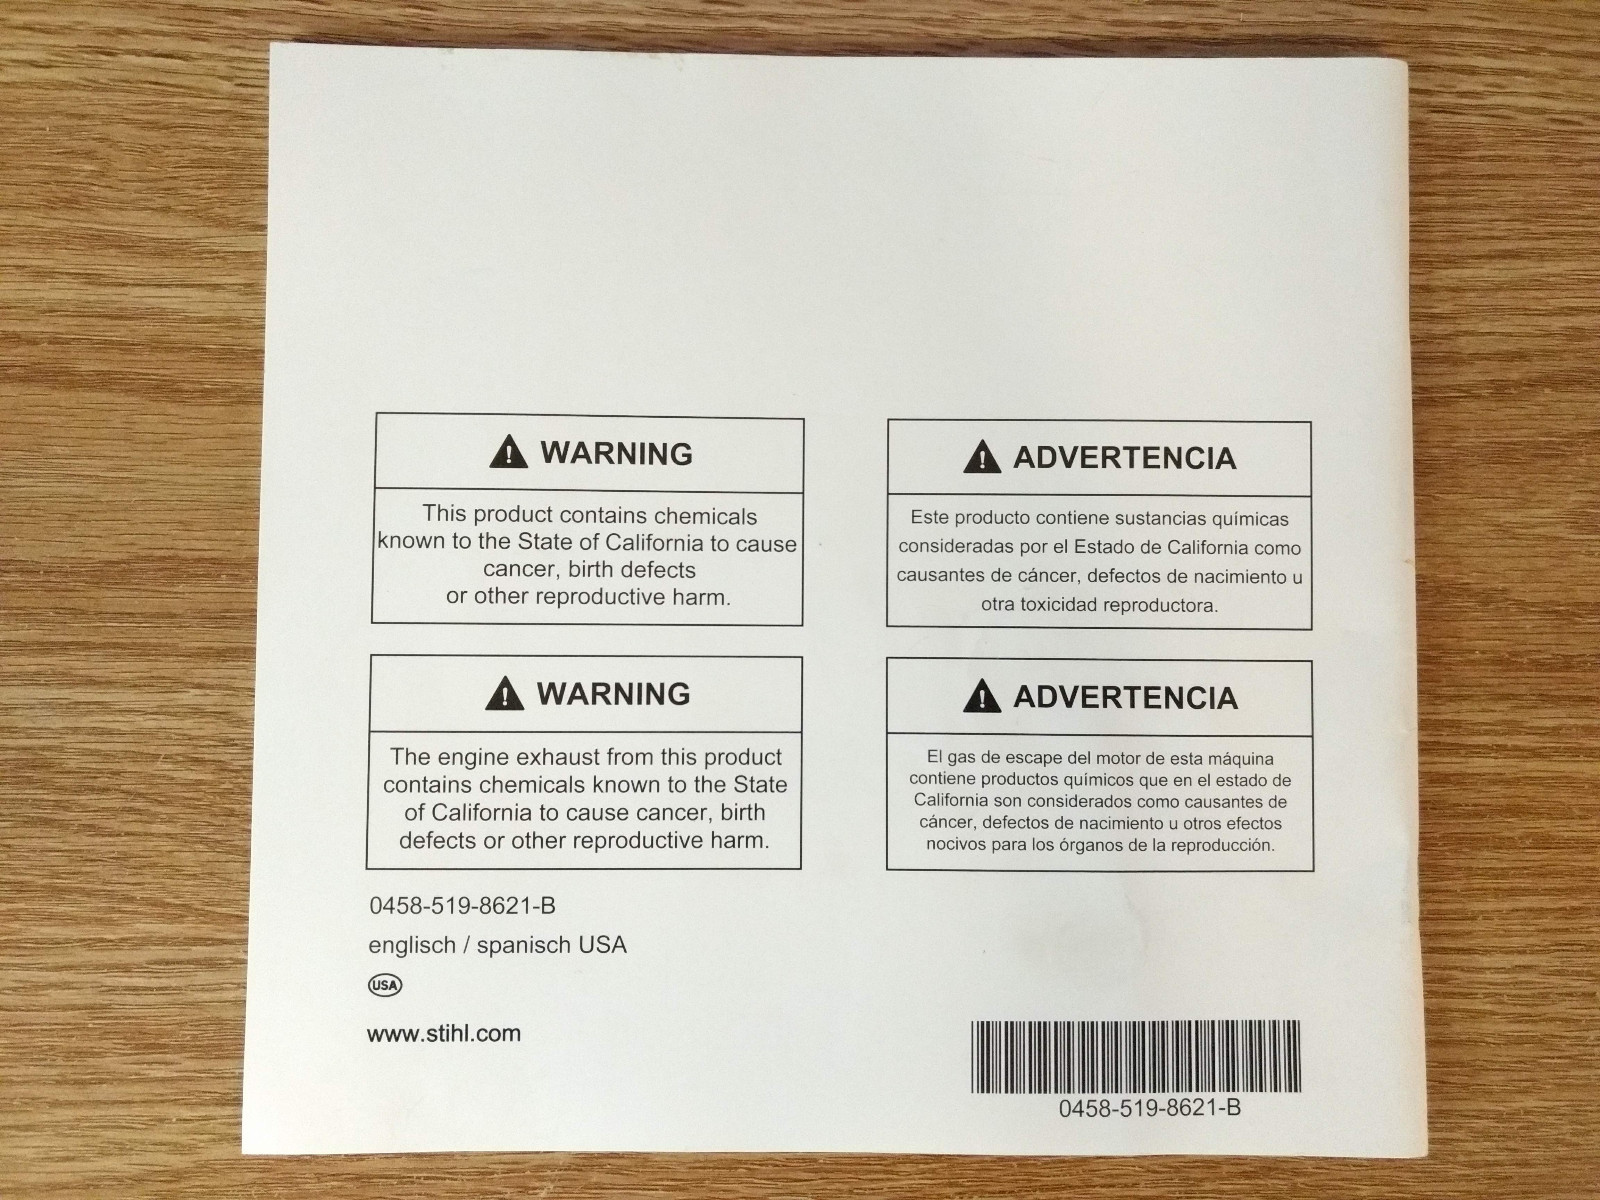 WARNING
This product contains chemicals
known to the State of California to cause
cancer, birth defects
or other reproductive harm.
ADVERTENCIA
Este producto contiene sustancias químicas
consideradas por el Estado de California como
causantes de cáncer, defectos de nacimiento u
otra toxicidad reproductora.
WARNING
The engine exhaust from this product
contains chemicals known to the State
of California to cause cancer, birth
defects or other reproductive harm.
ADVERTENCIA
El gas de escape del motor de esta máquina
contiene productos químicos que en el estado de
California son considerados como causantes de
cáncer, defectos de nacimiento u otros efectos
nocivos para los órganos de la reproducción.
0458-519-8621-B
englisch / spanisch USA
USA
www.stihl.com
0458-519-8621-B